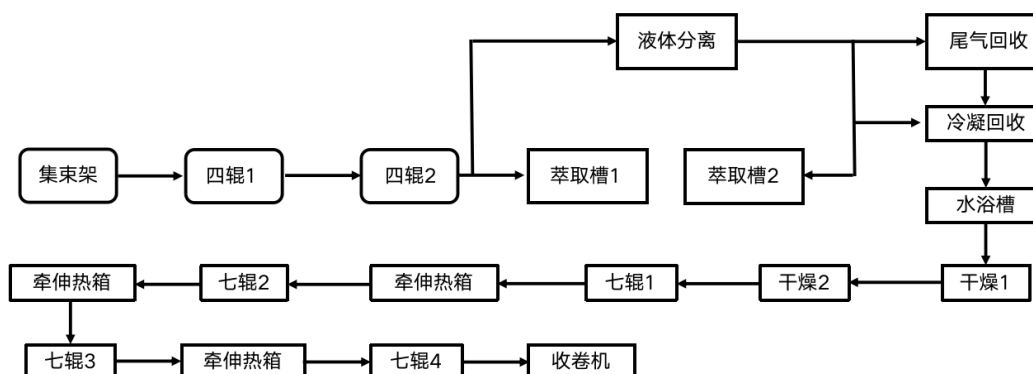 液体分离
尾气回收
冷凝回收
集束架
四辊1
四辊2
萃取槽1
萃取槽2
水浴槽
牵伸热箱
七辊2
牵伸热箱
七辊1
干燥2
干燥1
七辊3
牵伸热箱
七辊4
收卷机